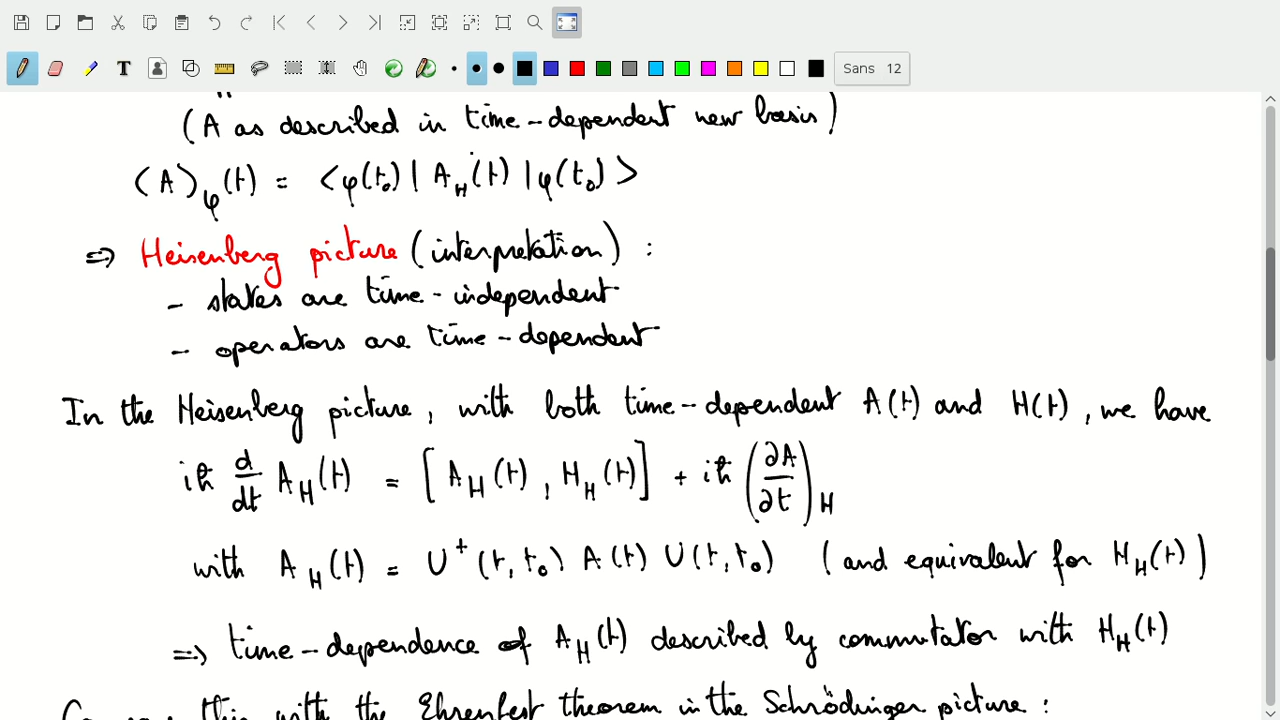 Sans 12
(A as described in time-dependent new basis)
⟨A⟩φ(t) = ⟨φ(t₀)| A_H(t) |φ(t₀)⟩
⇒ Heisenberg picture (interpretation) :
- states are time-independent
- operators are time-dependent
In the Heisenberg picture, with both time-dependent A(t) and H(t), we have
iħ d/dt A_H(t) = [A_H(t), H_H(t)] + iħ (∂A/∂t)_H
with A_H(t) = U⁺(t,t₀) A(t) U(t,t₀) (and equivalent for H_H(t))
⇒ time-dependence of A_H(t) described by commutator with H_H(t)
this with the Ehrenfest theorem in the Schrödinger picture :